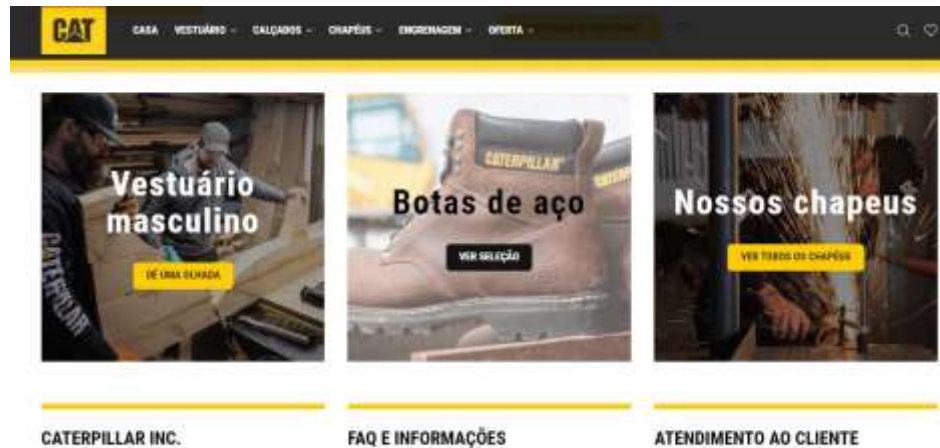 CAT
CASA VESTUÁRIO CALÇADOS CHAPÉUS ENGRENAGEM OFERTA
Vestuário
masculino
DÊ UMA OLHADA
CATERPILLAR
CATERPILLAR
Botas de aço
VER SELEÇÃO
Nossos chapeus
VER TODOS OS CHAPÉUS
CATERPILLAR INC.
FAQ E INFORMAÇÕES
ATENDIMENTO AO CLIENTE